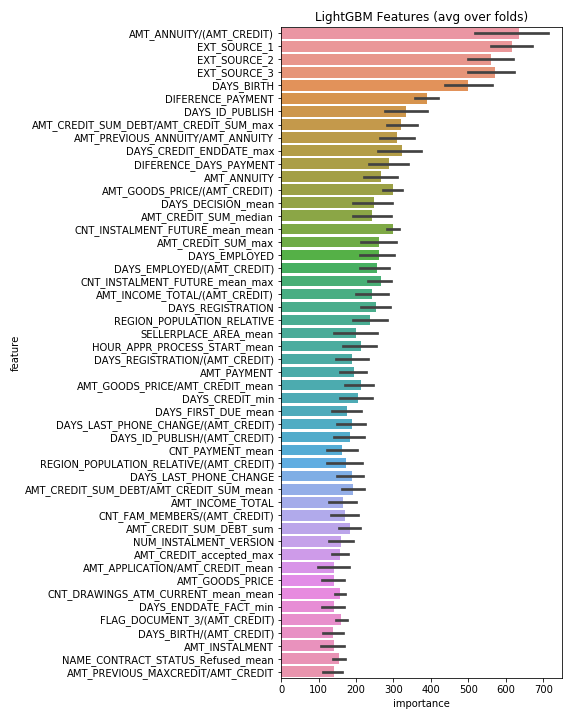 LightGBM Features (avg over folds)
AMT_ANNUITY/(AMT_CREDIT)
EXT_SOURCE_1
EXT_SOURCE_2
EXT_SOURCE_3
DAYS_BIRTH
DIFERENCE_PAYMENT
DAYS_ID_PUBLISH
AMT_CREDIT_SUM_DEBT/AMT_CREDIT_SUM_max
AMT_PREVIOUS_ANNUITY/AMT_ANNUITY
DAYS_CREDIT_ENDDATE_max
DIFERENCE_DAYS_PAYMENT
AMT_ANNUITY
AMT_GOODS_PRICE/(AMT_CREDIT)
DAYS_DECISION_mean
AMT_CREDIT_SUM_median
CNT_INSTALMENT_FUTURE_mean_mean
AMT_CREDIT_SUM_max
DAYS_EMPLOYED
DAYS_EMPLOYED/(AMT_CREDIT)
CNT_INSTALMENT_FUTURE_mean_max
AMT_INCOME_TOTAL/(AMT_CREDIT)
DAYS_REGISTRATION
REGION_POPULATION_RELATIVE
SELLERPLACE_AREA_mean
HOUR_APPR_PROCESS_START_mean
DAYS_REGISTRATION/(AMT_CREDIT)
AMT_PAYMENT
AMT_GOODS_PRICE/AMT_CREDIT_mean
DAYS_CREDIT_min
DAYS_FIRST_DUE_mean
DAYS_LAST_PHONE_CHANGE/(AMT_CREDIT)
DAYS_ID_PUBLISH/(AMT_CREDIT)
CNT_PAYMENT_mean
REGION_POPULATION_RELATIVE/(AMT_CREDIT)
DAYS_LAST_PHONE_CHANGE
AMT_CREDIT_SUM_DEBT/AMT_CREDIT_SUM_mean
AMT_INCOME_TOTAL
CNT_FAM_MEMBERS/(AMT_CREDIT)
AMT_CREDIT_SUM_DEBT_sum
NUM_INSTALMENT_VERSION
AMT_CREDIT_accepted_max
AMT_APPLICATION/AMT_CREDIT_mean
AMT_GOODS_PRICE
CNT_DRAWINGS_ATM_CURRENT_mean_mean
DAYS_ENDDATE_FACT_min
FLAG_DOCUMENT_3/(AMT_CREDIT)
DAYS_BIRTH/(AMT_CREDIT)
AMT_INSTALMENT
NAME_CONTRACT_STATUS_Refused_mean
AMT_PREVIOUS_MAXCREDIT/AMT_CREDIT
feature
0 100 200 300 400 500 600 700
importance